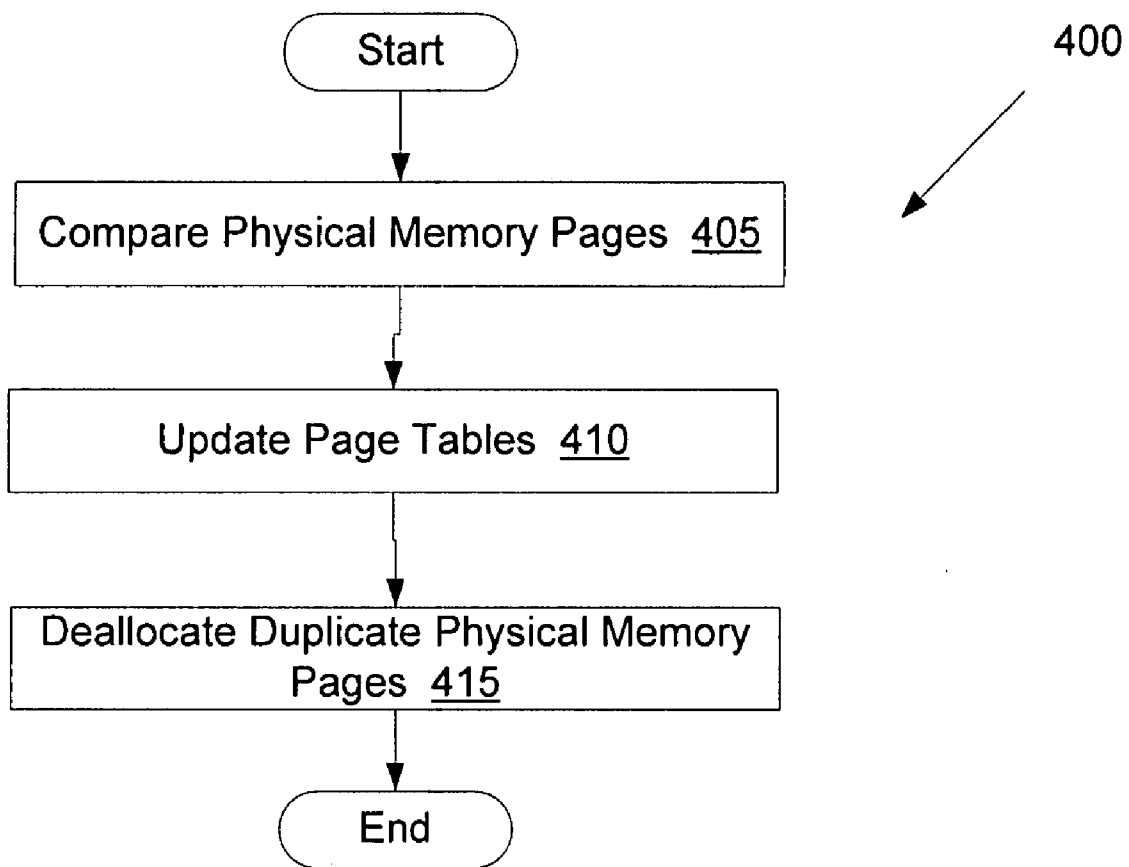 Start
400
Compare Physical Memory Pages 405
Update Page Tables 410
Deallocate Duplicate Physical Memory
Pages 415
End